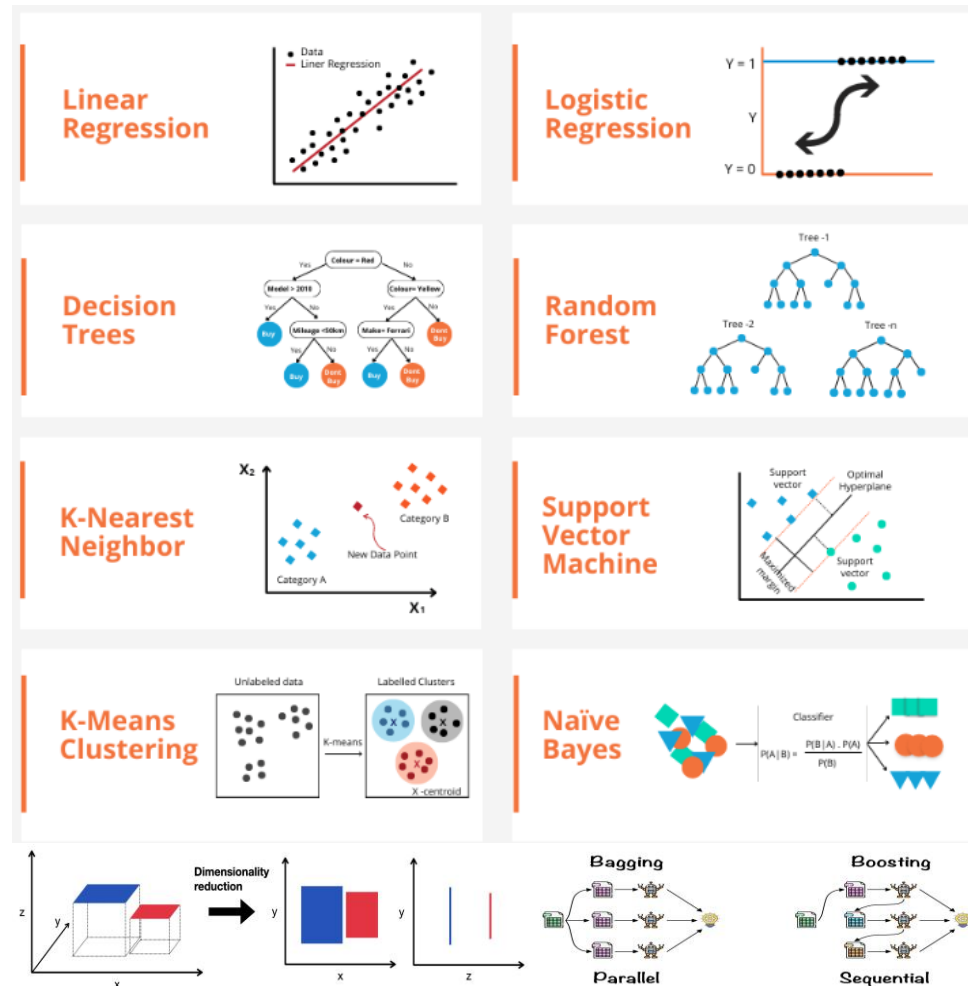 Linear
Regression
Data
Liner Regression
Logistic
Regression
Y = 1
Y
Y = 0
Decision
Trees
Colour = Red
Yes
No
Model > 2010
Colour= Yellow
Yes
No
Yes
No
Buy
Mileage <50km
Make= Ferrari
Dont
Buy
Yes
No
Yes
No
Buy
Dont
Buy
Buy
Dont
Buy
Random
Forest
Tree -1
Tree -2
Tree -n
K-Nearest
Neighbor
X2
Category B
New Data Point
Category A
X1
Support
Vector
Machine
Support
vector
Optimal
Hyperplane
Maximized
margin
Support
vector
K-Means
Clustering
Unlabeled data
K-means
Labelled Clusters
X
X
X
X -centroid
Naïve
Bayes
Classifier
P(A|B) =
P(B|A) . P(A)
P(B)
z
y
x
Dimensionality
reduction
y
x
y
z
Bagging
Parallel
Boosting
Sequential